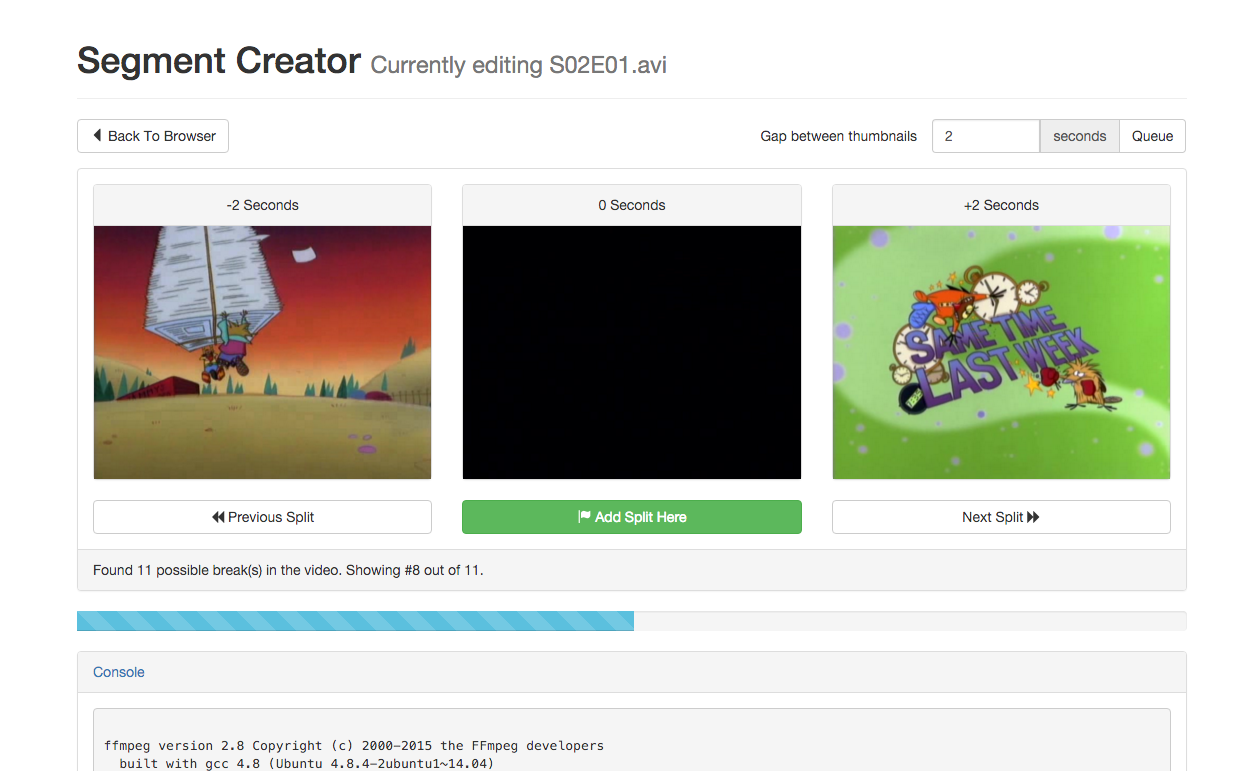 Segment Creator Currently editing S02E01.avi
Back To Browser
Gap between thumbnails 2 seconds Queue
-2 Seconds
0 Seconds
+2 Seconds
SAME TIME
LAST WEEK
Previous Split
Add Split Here
Next Split
Found 11 possible break(s) in the video. Showing #8 out of 11.
Console
ffmpeg version 2.8 Copyright (c) 2000-2015 the FFmpeg developers
built with gcc 4.8 (Ubuntu 4.8.4-2ubuntu1~14.04)